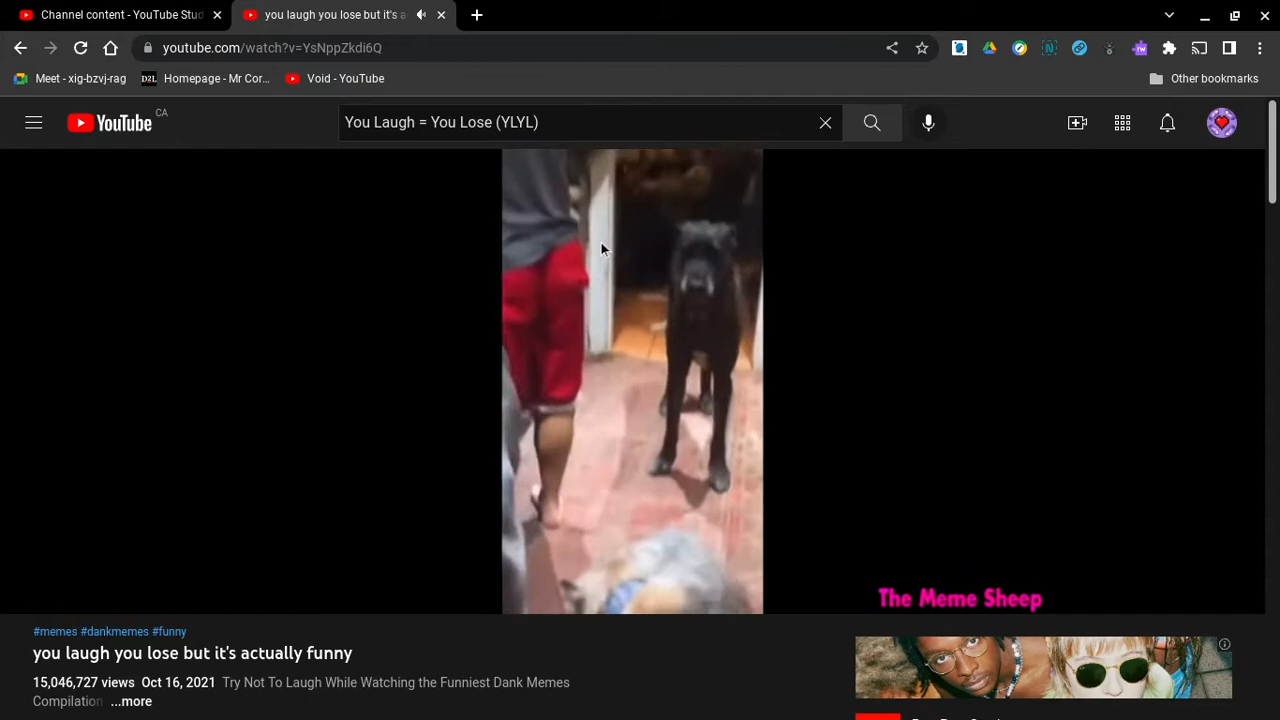 Channel content - YouTube Stud
you laugh you lose but it's a
youtube.com/watch?v=YsNppZkdi6Q
Meet - xig-bzvj-rag
D2L
Homepage - Mr Cor...
Void - YouTube
Other bookmarks
YouTube CA
You Laugh = You Lose (YLYL)
The Meme Sheep
#memes #dankmemes #funny
you laugh you lose but it's actually funny
15,046,727 views Oct 16, 2021 Try Not To Laugh While Watching the Funniest Dank Memes
Compilation ...more